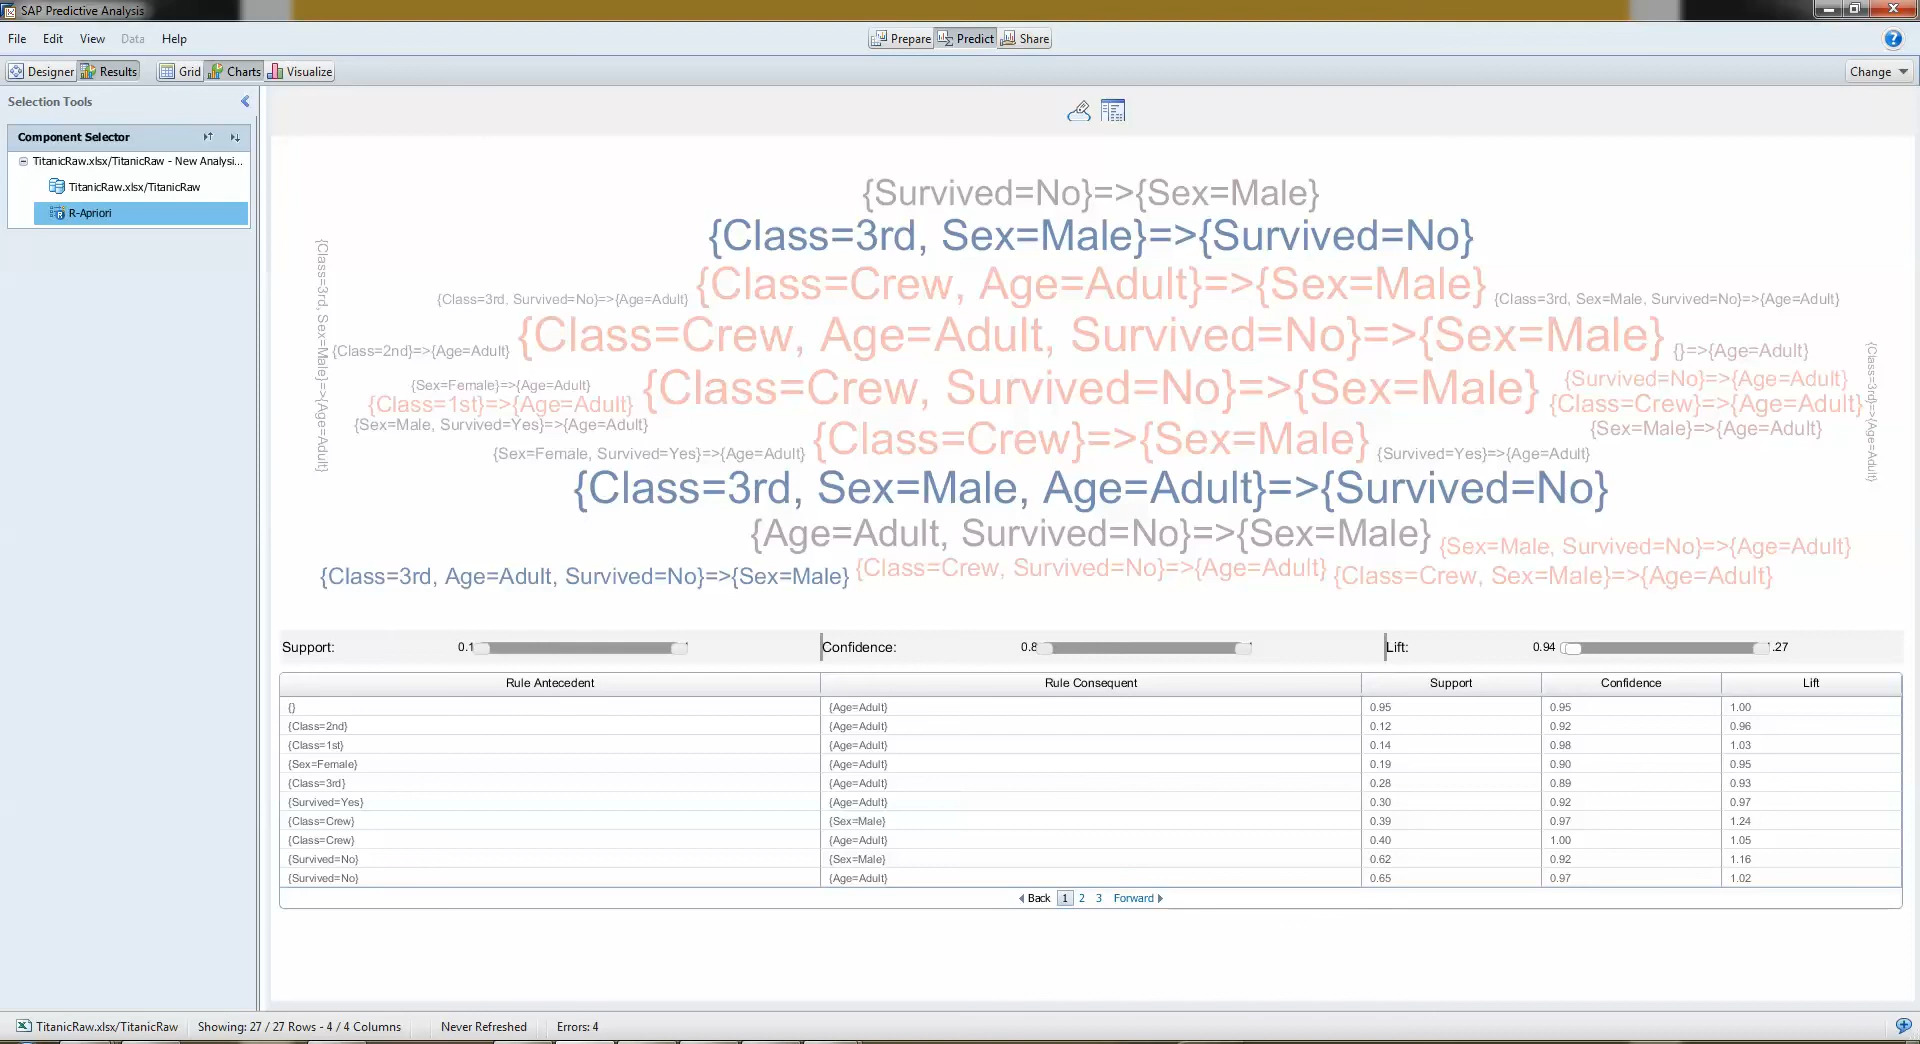 SAP Predictive Analysis
File Edit View Data Help
Prepare Predict Share
Designer Results Grid Charts Visualize
Change
Selection Tools
Component Selector
TitanicRaw.xlsx/TitanicRaw - New Analysi...
TitanicRaw.xlsx/TitanicRaw
R-Apriori
{Survived=No}=>{Sex=Male}
{Class=3rd, Sex=Male}=>{Survived=No}
{Class=3rd, Sex=Male}=>{Age=Adult}
{Class=3rd, Survived=No}=>{Age=Adult}
{Class=Crew, Age=Adult}=>{Sex=Male}
{Class=3rd, Sex=Male, Survived=No}=>{Age=Adult}
{Class=2nd}=>{Age=Adult}
{Class=Crew, Age=Adult, Survived=No}=>{Sex=Male}
{}=>{Age=Adult}
{Class=3rd}=>{Age=Adult}
{Sex=Female}=>{Age=Adult}
{Class=1st}=>{Age=Adult}
{Sex=Male, Survived=Yes}=>{Age=Adult}
{Class=Crew, Survived=No}=>{Sex=Male}
{Survived=No}=>{Age=Adult}
{Class=Crew}=>{Age=Adult}
{Sex=Male}=>{Age=Adult}
{Sex=Female, Survived=Yes}=>{Age=Adult}
{Class=Crew}=>{Sex=Male}
{Survived=Yes}=>{Age=Adult}
{Class=3rd, Sex=Male, Age=Adult}=>{Survived=No}
{Age=Adult, Survived=No}=>{Sex=Male}
{Sex=Male, Survived=No}=>{Age=Adult}
{Class=3rd, Age=Adult, Survived=No}=>{Sex=Male}
{Class=Crew, Survived=No}=>{Age=Adult}
{Class=Crew, Sex=Male}=>{Age=Adult}
Support: 0.1 Confidence: 0.8 Lift: 0.94 .27
Rule Antecedent Rule Consequent Support Confidence Lift
{} {Age=Adult} 0.95 0.95 1.00
{Class=2nd} {Age=Adult} 0.12 0.92 0.96
{Class=1st} {Age=Adult} 0.14 0.98 1.03
{Sex=Female} {Age=Adult} 0.19 0.90 0.95
{Class=3rd} {Age=Adult} 0.28 0.89 0.93
{Survived=Yes} {Age=Adult} 0.30 0.92 0.97
{Class=Crew} {Sex=Male} 0.39 0.97 1.24
{Class=Crew} {Age=Adult} 0.40 1.00 1.05
{Survived=No} {Sex=Male} 0.62 0.92 1.16
{Survived=No} {Age=Adult} 0.65 0.97 1.02
Back 1 2 3 Forward
TitanicRaw.xlsx/TitanicRaw Showing: 27 / 27 Rows - 4 / 4 Columns Never Refreshed Errors: 4